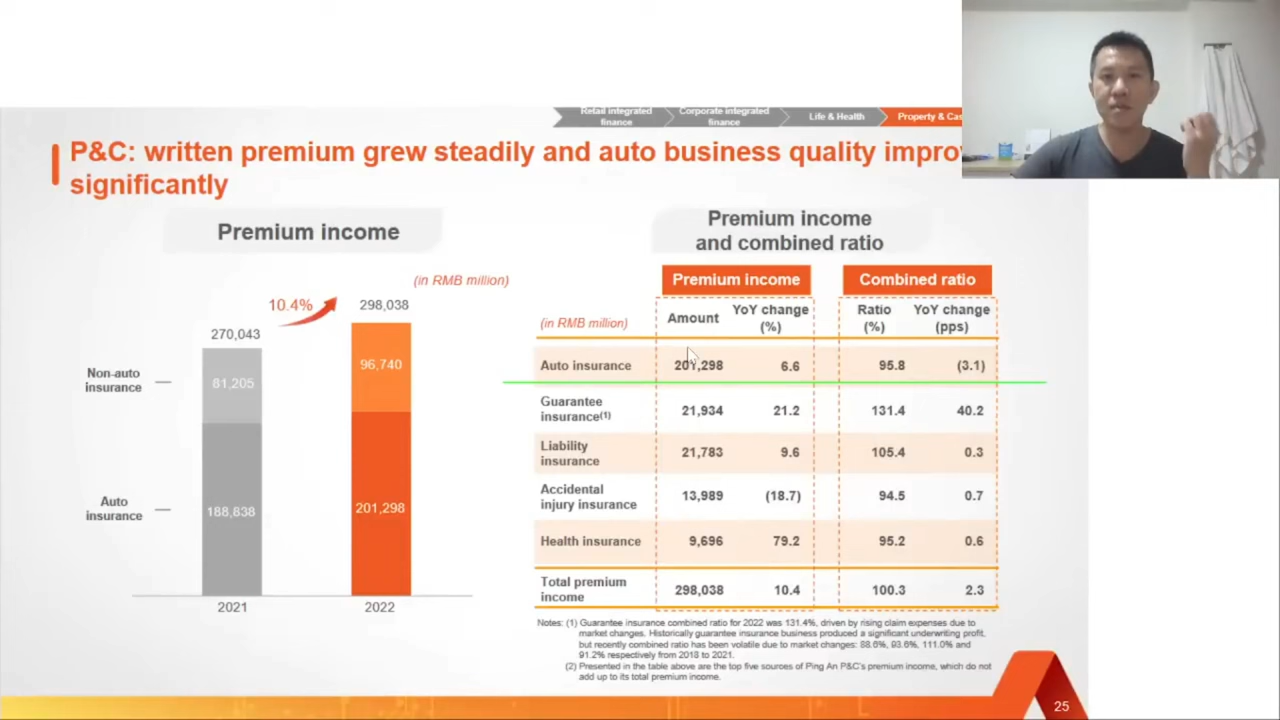 Retail integrated
finance
Corporate integrated
finance
Life & Health
Property & Cas
P&C: written premium grew steadily and auto business quality improv
significantly
Premium income
(in RMB million)
10.4%
298,038
270,043
Non-auto
insurance
81,205
96,740
Auto
insurance
188,838
201,298
2021
2022
Premium income
and combined ratio
Premium income
Combined ratio
(in RMB million)
Amount
YoY change
(%)
Ratio
(%)
YoY change
(pps)
Auto insurance 201,298 6.6 95.8 (3.1)
Guarantee
insurance(1) 21,934 21.2 131.4 40.2
Liability
insurance 21,783 9.6 105.4 0.3
Accidental
injury insurance 13,989 (18.7) 94.5 0.7
Health insurance 9,696 79.2 95.2 0.6
Total premium
income 298,038 10.4 100.3 2.3
Notes: (1) Guarantee insurance combined ratio for 2022 was 131.4%, driven by rising claim expenses due to
market changes. Historically guarantee insurance business produced a significant underwriting profit,
but recently combined ratio has been volatile due to market changes: 88.6%, 93.6%, 111.0% and
91.2% respectively from 2018 to 2021.
(2) Presented in the table above are the top five sources of Ping An P&C's premium income, which do not
add up to its total premium income.
25